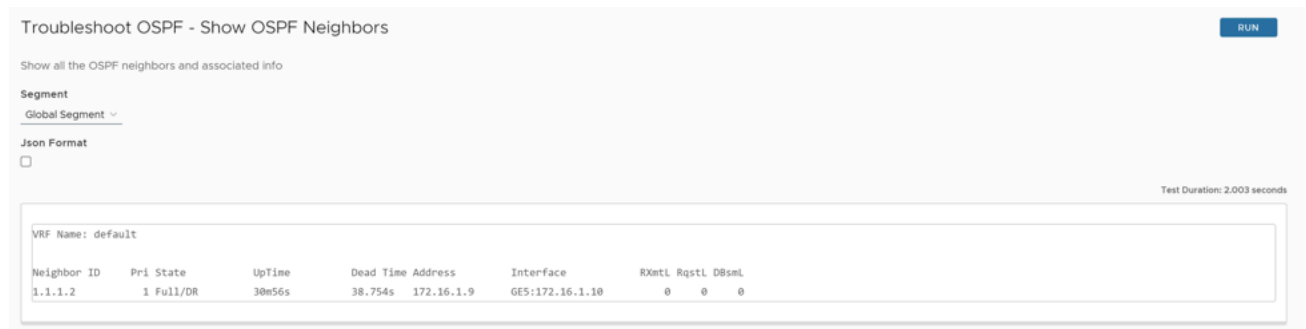 Troubleshoot OSPF - Show OSPF Neighbors
RUN
Show all the OSPF neighbors and associated info
Segment
Global Segment
Json Format
Test Duration: 2.003 seconds
VRF Name: default
Neighbor ID Pri State UpTime Dead Time Address Interface RXmtL RqstL DBsmL
1.1.1.2 1 Full/DR 30m56s 38.754s 172.16.1.9 GE5:172.16.1.10 0 0 0